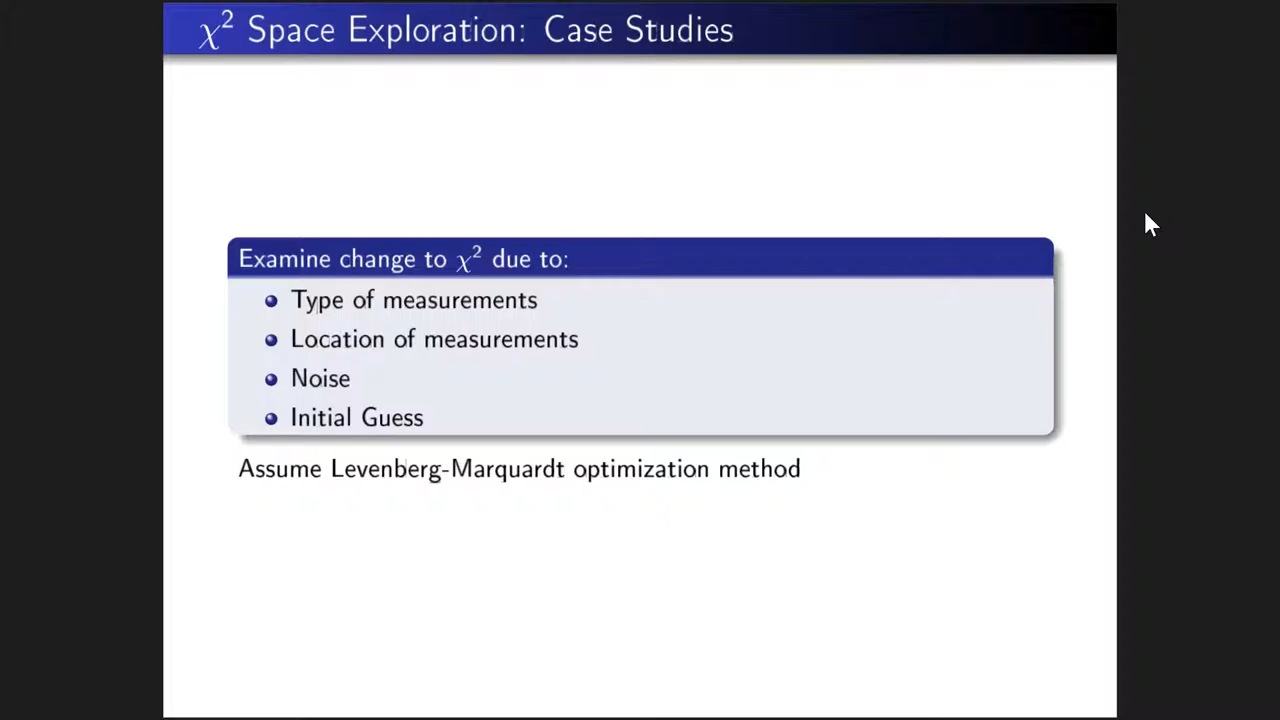 χ² Space Exploration: Case Studies
Examine change to χ² due to:
Type of measurements
Location of measurements
Noise
Initial Guess
Assume Levenberg-Marquardt optimization method